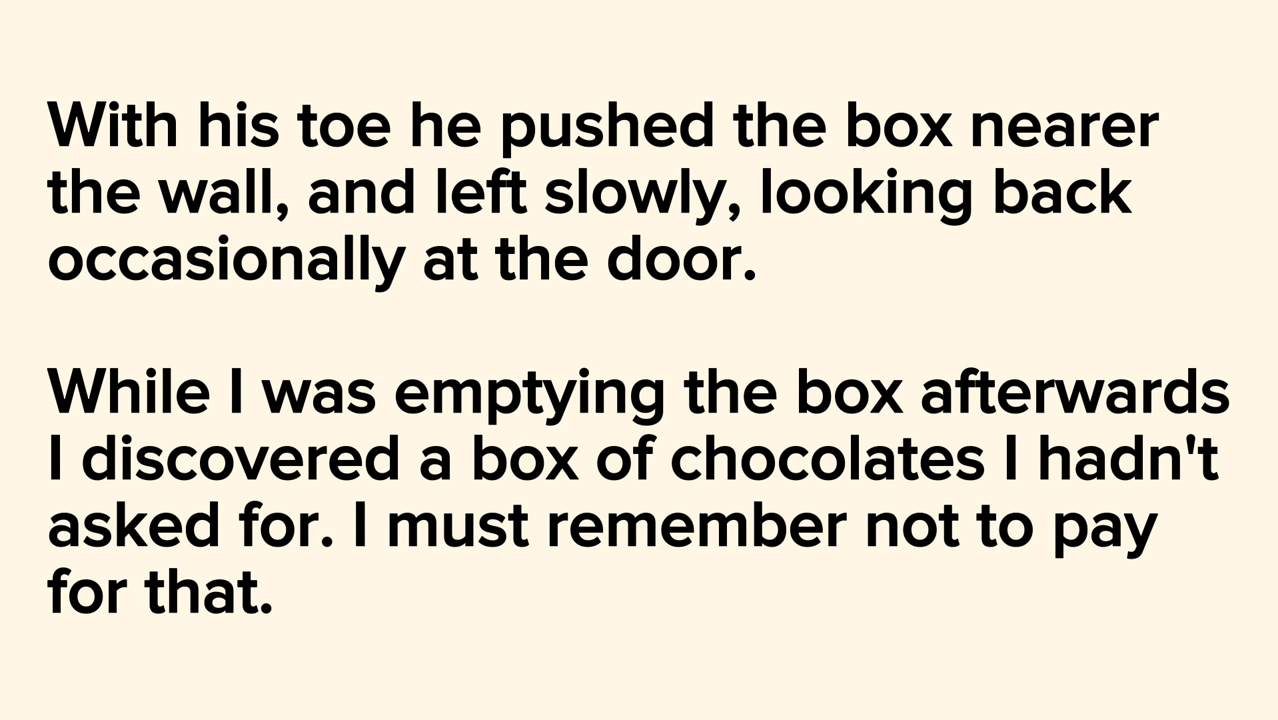 With his toe he pushed the box nearer
the wall, and left slowly, looking back
occasionally at the door.
While I was emptying the box afterwards
I discovered a box of chocolates I hadn't
asked for. I must remember not to pay
for that.